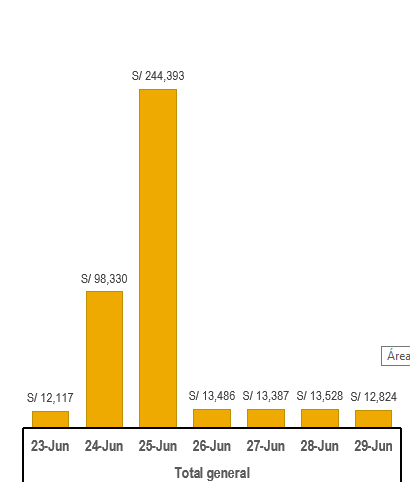 S/ 244,393
S/ 98,330
S/ 12,117
S/ 13,486
S/ 13,387
S/ 13,528
S/ 12,824
Área
23-Jun 24-Jun 25-Jun 26-Jun 27-Jun 28-Jun 29-Jun
Total general